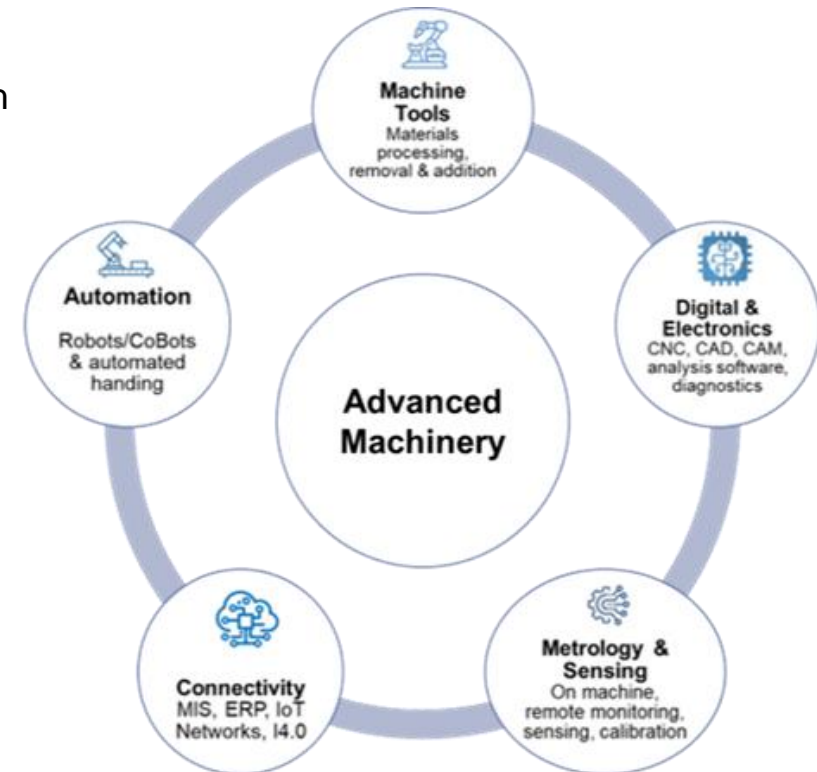 n
Machine
Tools
Materials
processing,
removal & addition
Automation
Robots/CoBots
& automated
handing
Digital &
Electronics
CNC, CAD, CAM,
analysis software,
diagnostics
Advanced
Machinery
Connectivity
MIS, ERP, IoT
Networks, I4.0
Metrology &
Sensing
On machine,
remote monitoring,
sensing, calibration